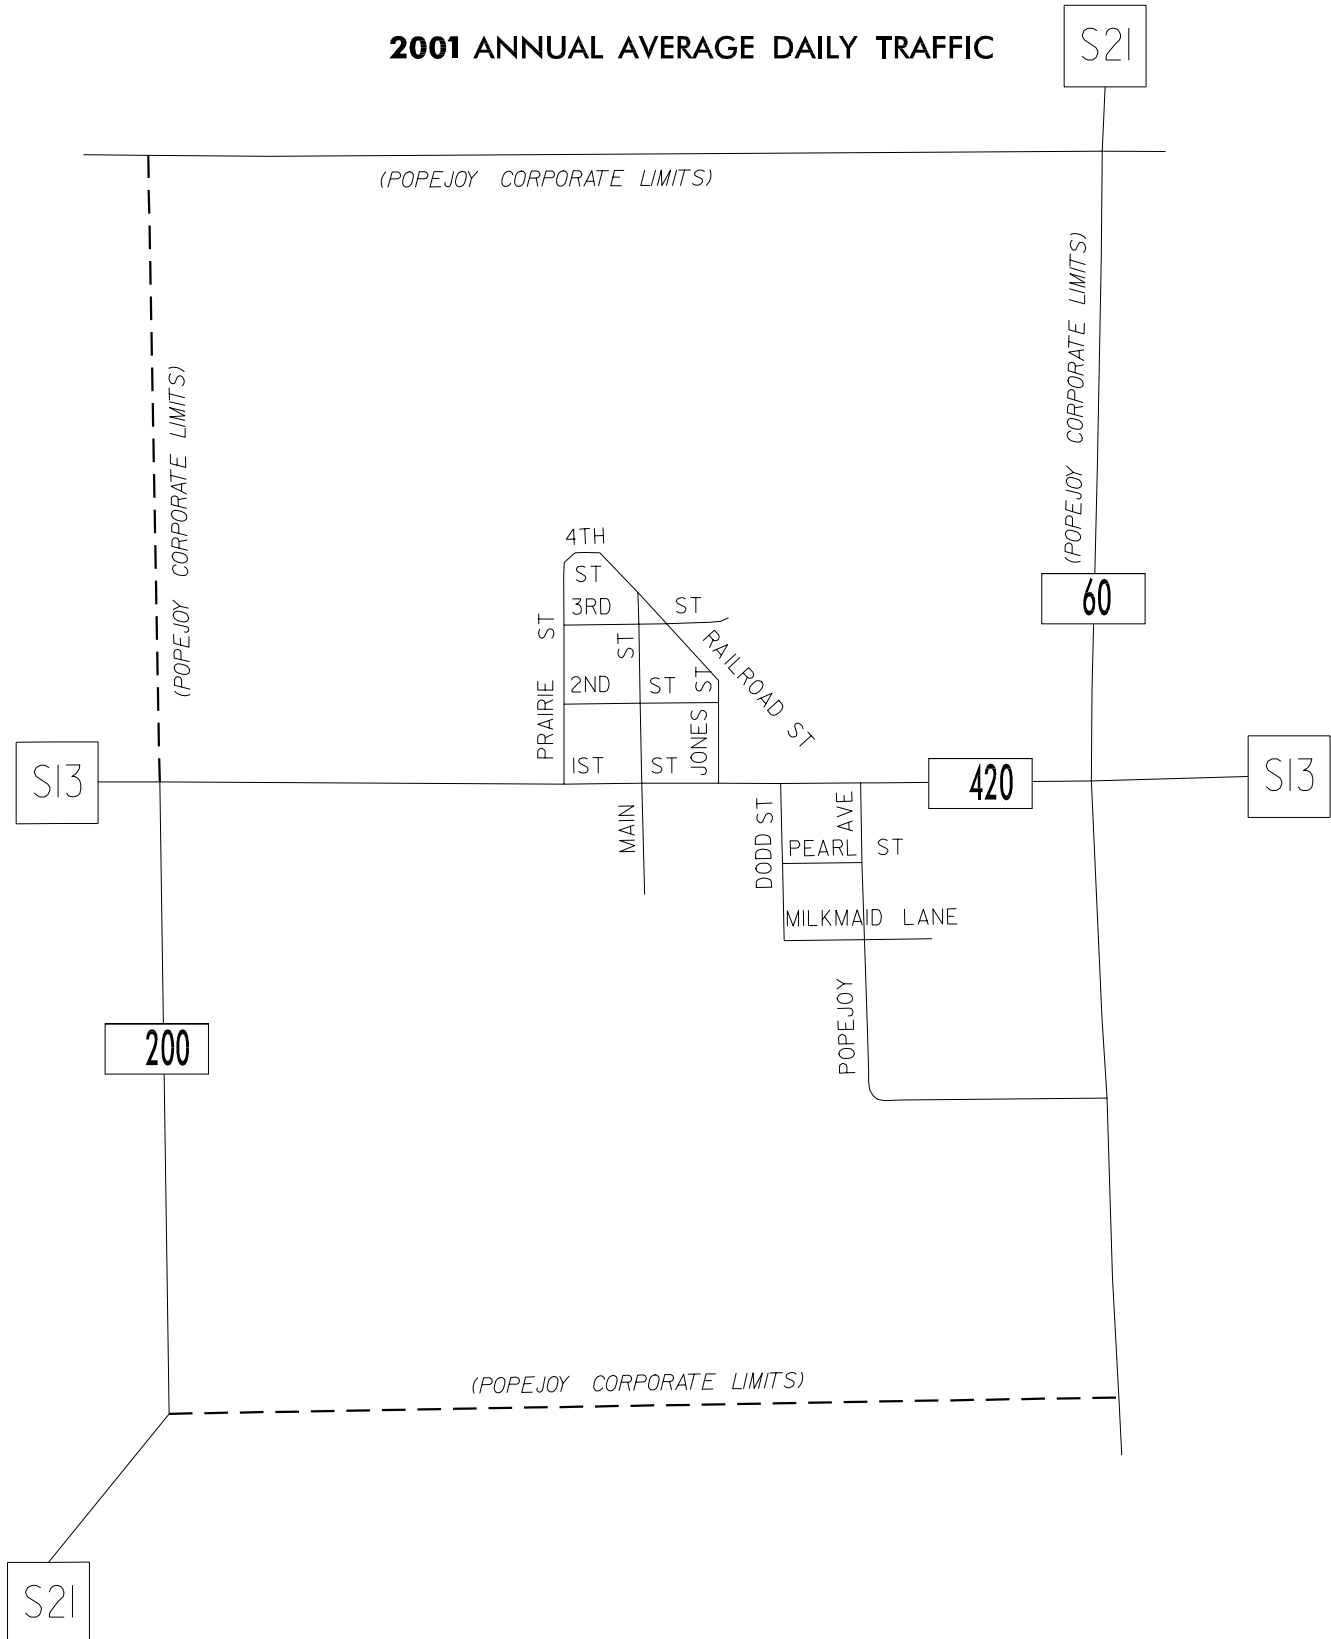 2001 ANNUAL AVERAGE DAILY TRAFFIC
S21
(POPEJOY CORPORATE LIMITS)
(POPEJOY CORPORATE LIMITS)
(POPEJOY CORPORATE LIMITS)
4TH ST
3RD ST
PRAIRIE ST
MAIN ST
RAILROAD ST
2ND ST
JONES ST
1ST ST
60
S13
420
S13
DODD ST
POPEJOY AVE
PEARL ST
MILKMAID LANE
200
(POPEJOY CORPORATE LIMITS)
S21